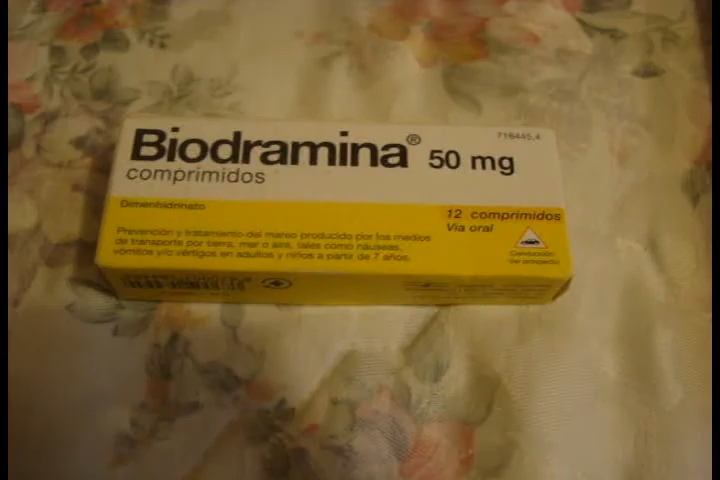 Biodramina® 50 mg
716445.4
comprimidos
Dimenhidrinato
12 comprimidos
Vía oral
Prevención y tratamiento del mareo producido por los medios
de transporte por tierra, mar o aire, tales como náuseas,
vómitos y/o vértigos en adultos y niños a partir de 7 años.
Conducción:
Ver prospecto